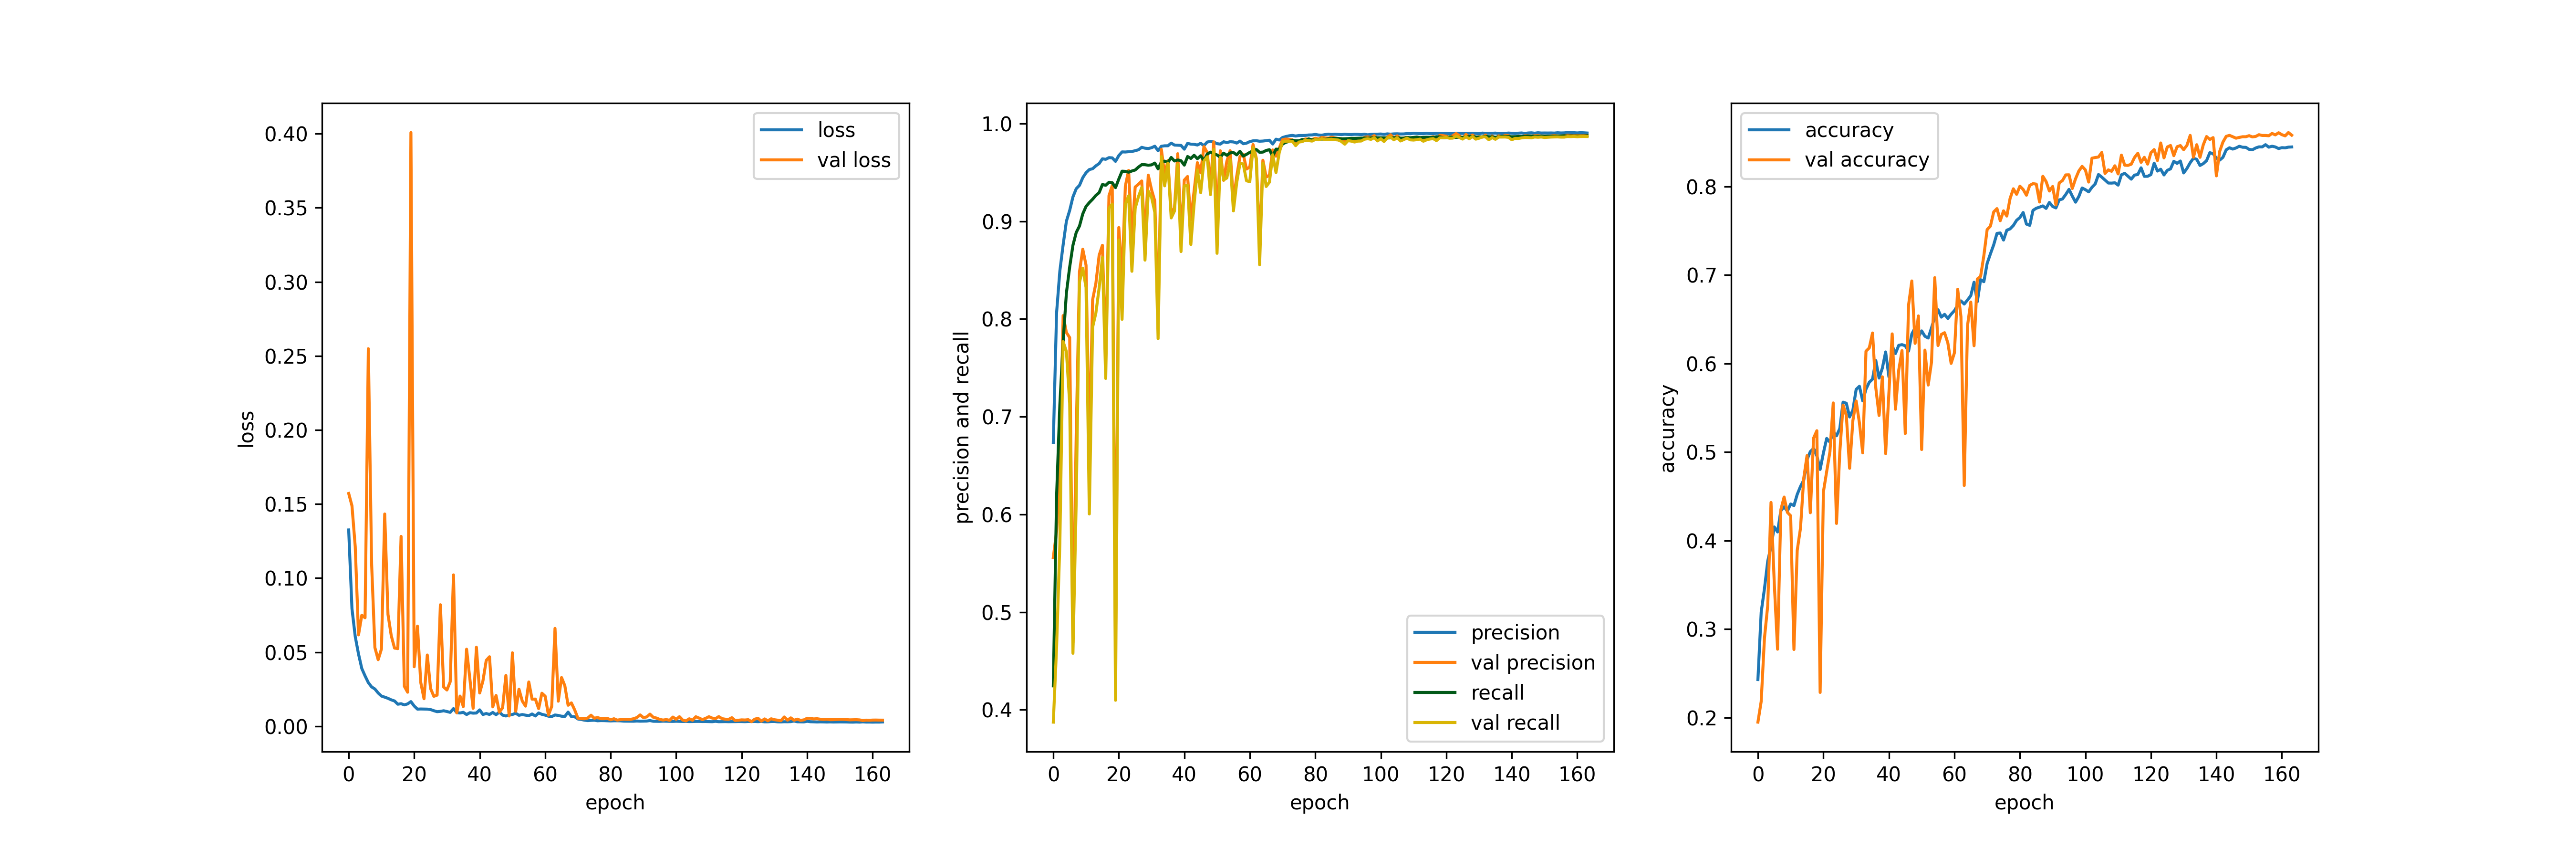 loss
val loss
0.40
0.35
0.30
0.25
0.20
0.15
0.10
0.05
0.00
loss
0 20 40 60 80 100 120 140 160
epoch
1.0
0.9
0.8
0.7
0.6
0.5
0.4
precision and recall
precision
val precision
recall
val recall
0 20 40 60 80 100 120 140 160
epoch
accuracy
val accuracy
0.8
0.7
0.6
0.5
0.4
0.3
0.2
accuracy
0 20 40 60 80 100 120 140 160
epoch